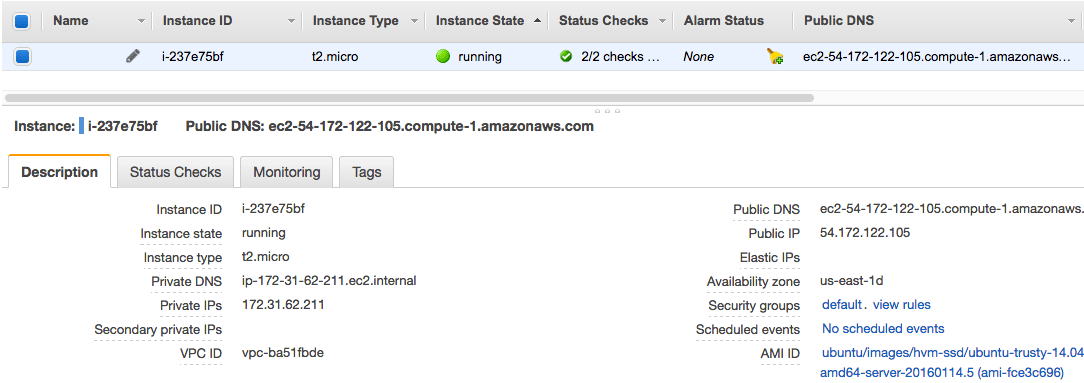 Name Instance ID Instance Type Instance State Status Checks Alarm Status Public DNS
i-237e75bf t2.micro running 2/2 checks ... None ec2-54-172-122-105.compute-1.amazonaws...
Instance: i-237e75bf Public DNS: ec2-54-172-122-105.compute-1.amazonaws.com
Description Status Checks Monitoring Tags
Instance ID i-237e75bf Public DNS ec2-54-172-122-105.compute-1.amazonaws.
Instance state running Public IP 54.172.122.105
Instance type t2.micro Elastic IPs
Private DNS ip-172-31-62-211.ec2.internal Availability zone us-east-1d
Private IPs 172.31.62.211 Security groups default. view rules
Secondary private IPs Scheduled events No scheduled events
VPC ID vpc-ba51fbde AMI ID ubuntu/images/hvm-ssd/ubuntu-trusty-14.04
amd64-server-20160114.5 (ami-fce3c696)